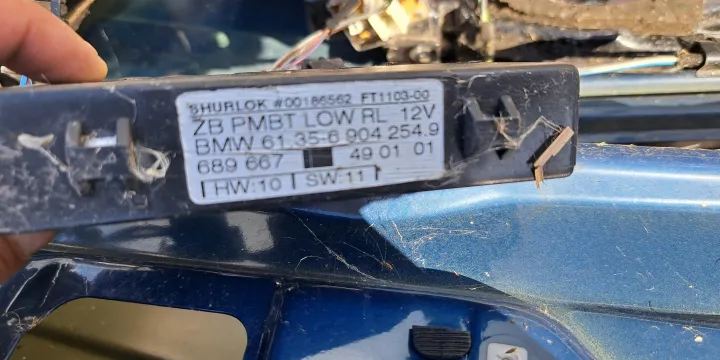 SHURLOK #00186562 FT1103-00
ZB PMBT LOW RL 12V
BMW 61.35-6 904 254.9
689 667 49 01 01
HW:10 SW:11